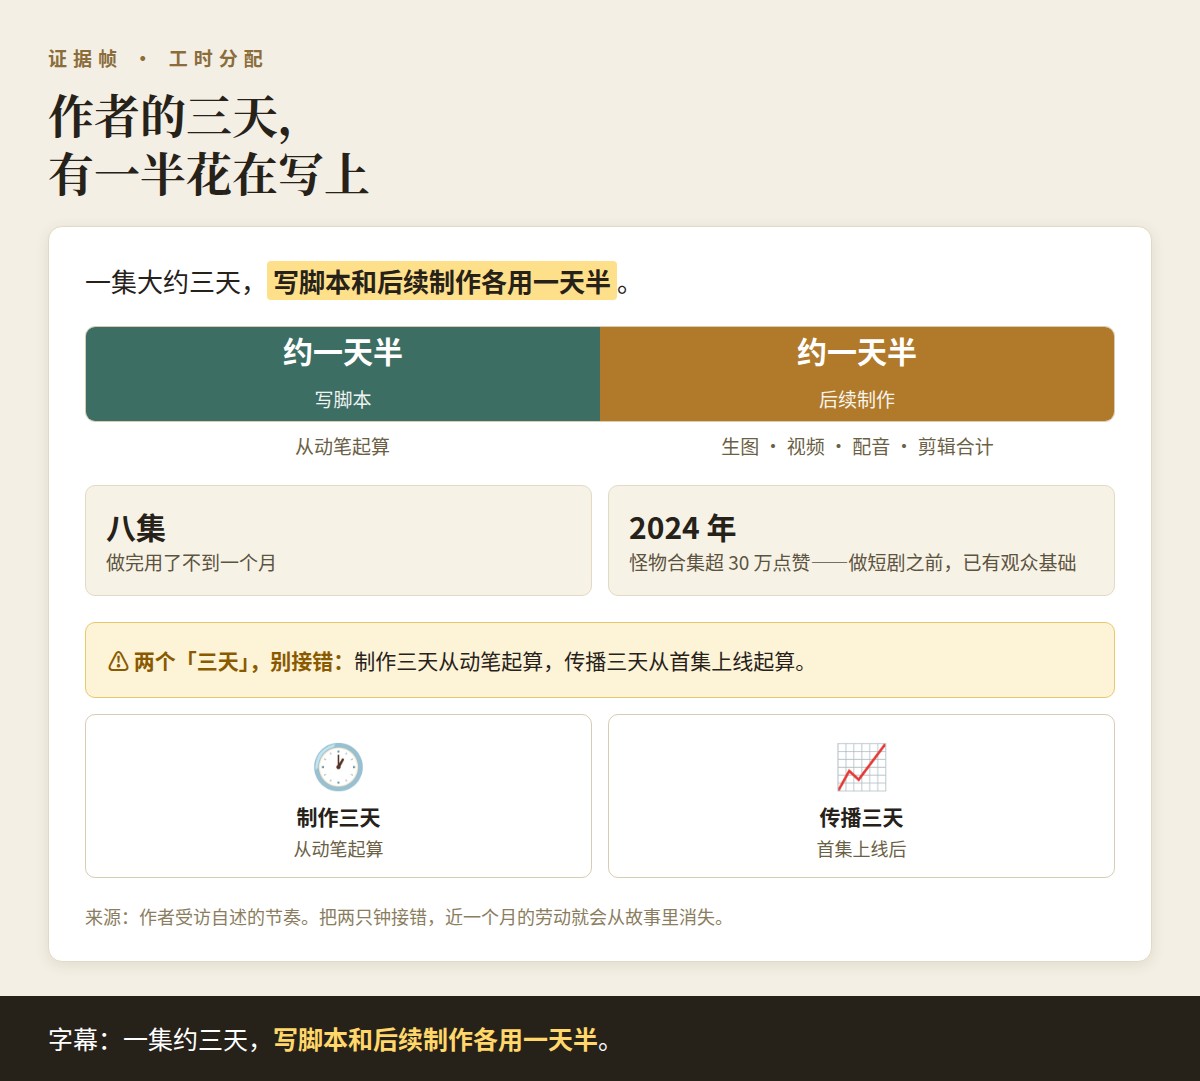 证据帧 · 工时分配
作者的三天，
有一半花在写上
一集大约三天，写脚本和后续制作各用一天半。
约一天半
写脚本
约一天半
后续制作
从动笔起算
生图 · 视频 · 配音 · 剪辑合计
八集
做完用了不到一个月
2024 年
怪物合集超 30 万点赞——做短剧之前，已有观众基础
⚠ 两个「三天」，别接错：制作三天从动笔起算，传播三天从首集上线起算。
制作三天
从动笔起算
传播三天
首集上线后
来源：作者受访自述的节奏。把两只钟接错，近一个月的劳动就会从故事里消失。
字幕：一集约三天，写脚本和后续制作各用一天半。